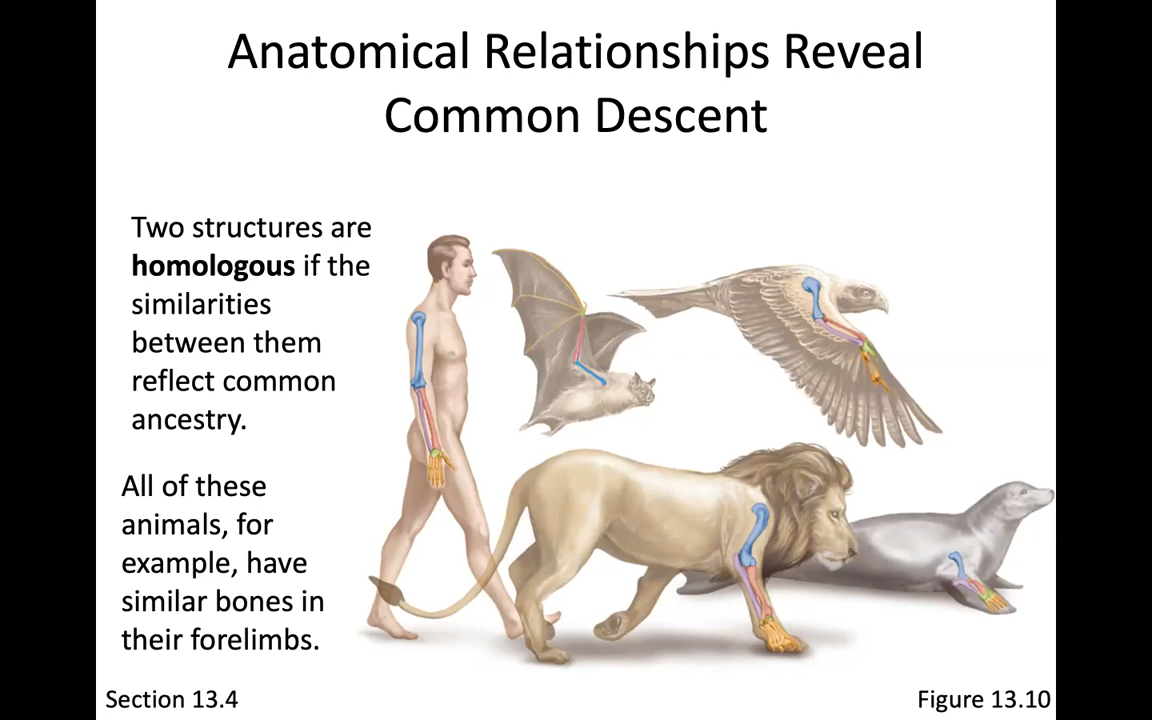 Anatomical Relationships Reveal
Common Descent
Two structures are
homologous if the
similarities
between them
reflect common
ancestry.
All of these
animals, for
example, have
similar bones in
their forelimbs.
Section 13.4
Figure 13.10